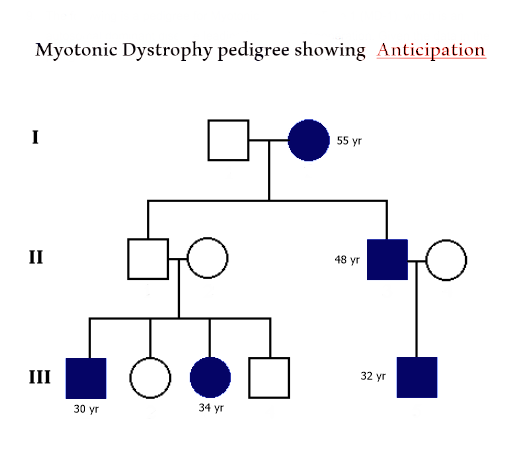 Myotonic Dystrophy pedigree showing Anticipation
I
55 yr
II
48 yr
III
32 yr
30 yr
34 yr